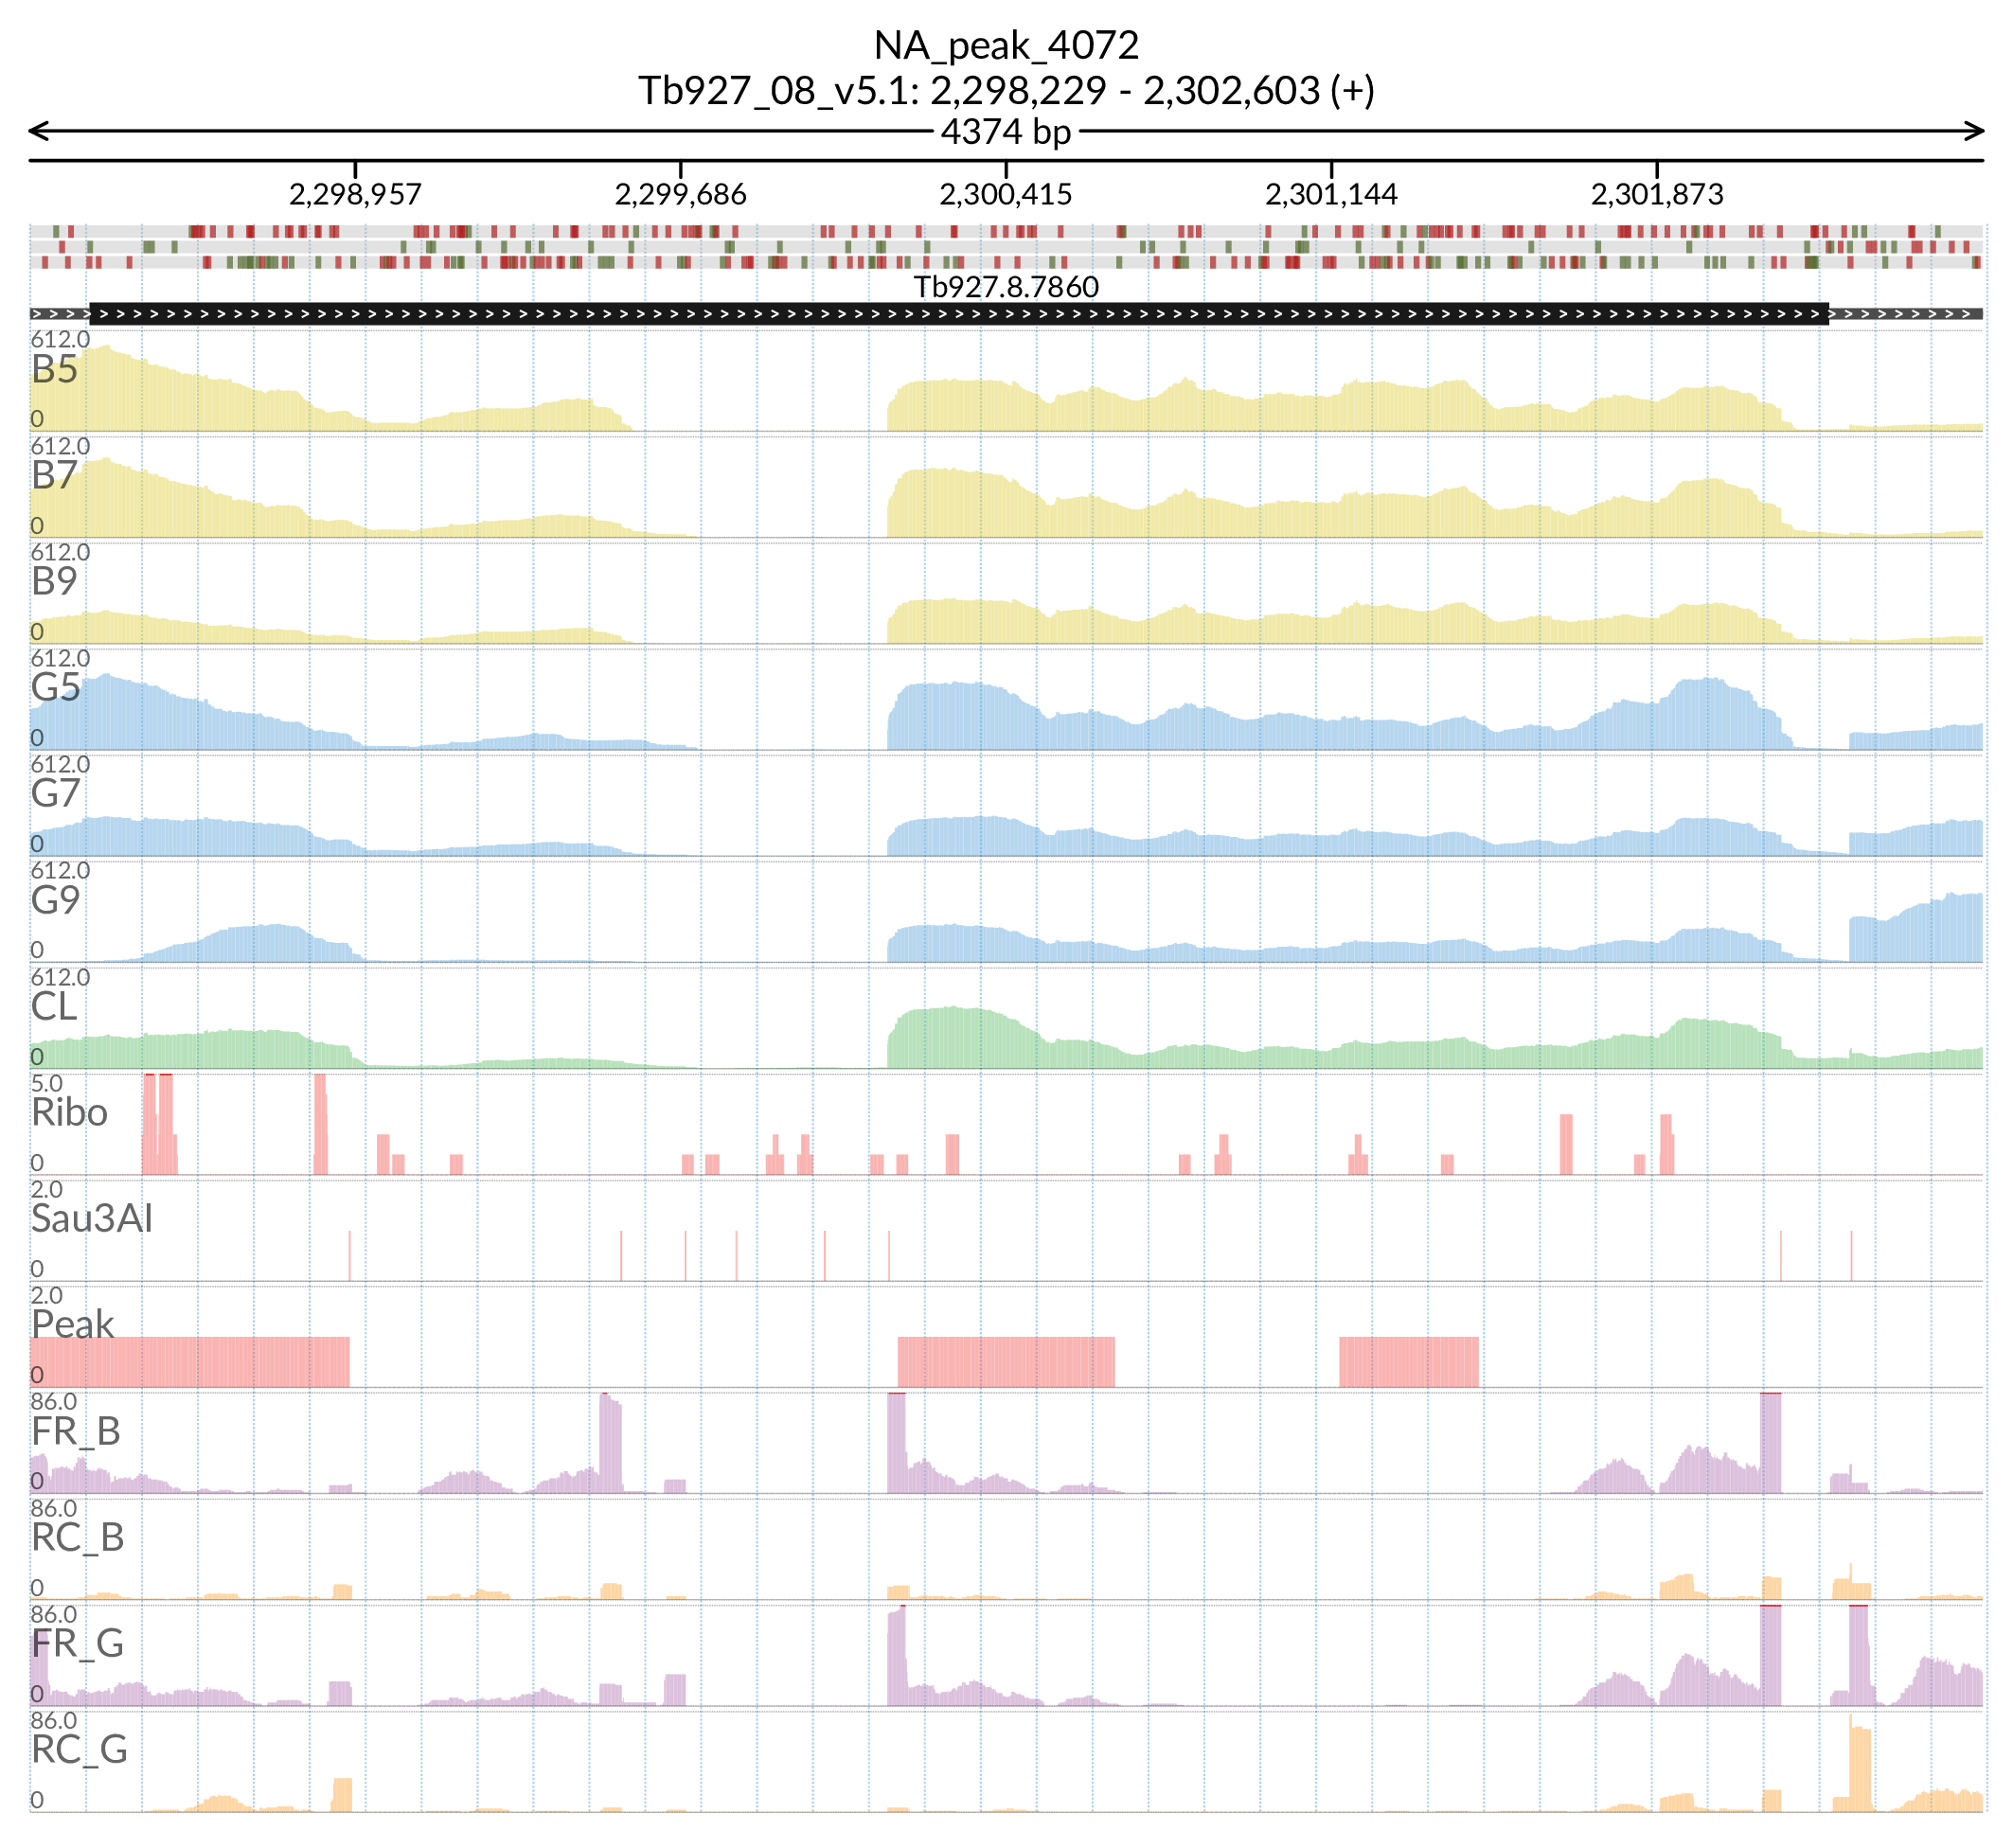 NA_peak_4072
Tb927_08_v5.1: 2,298,229 - 2,302,603 (+)
4374 bp
2,298,957 2,299,686 2,300,415 2,301,144 2,301,873
Tb927.8.7860
612.0
B5
0
612.0
B7
0
612.0
B9
0
612.0
G5
0
612.0
G7
0
612.0
G9
0
612.0
CL
0
5.0
Ribo
0
2.0
Sau3AI
0
2.0
Peak
0
86.0
FR_B
0
86.0
RC_B
0
86.0
FR_G
0
86.0
RC_G
0